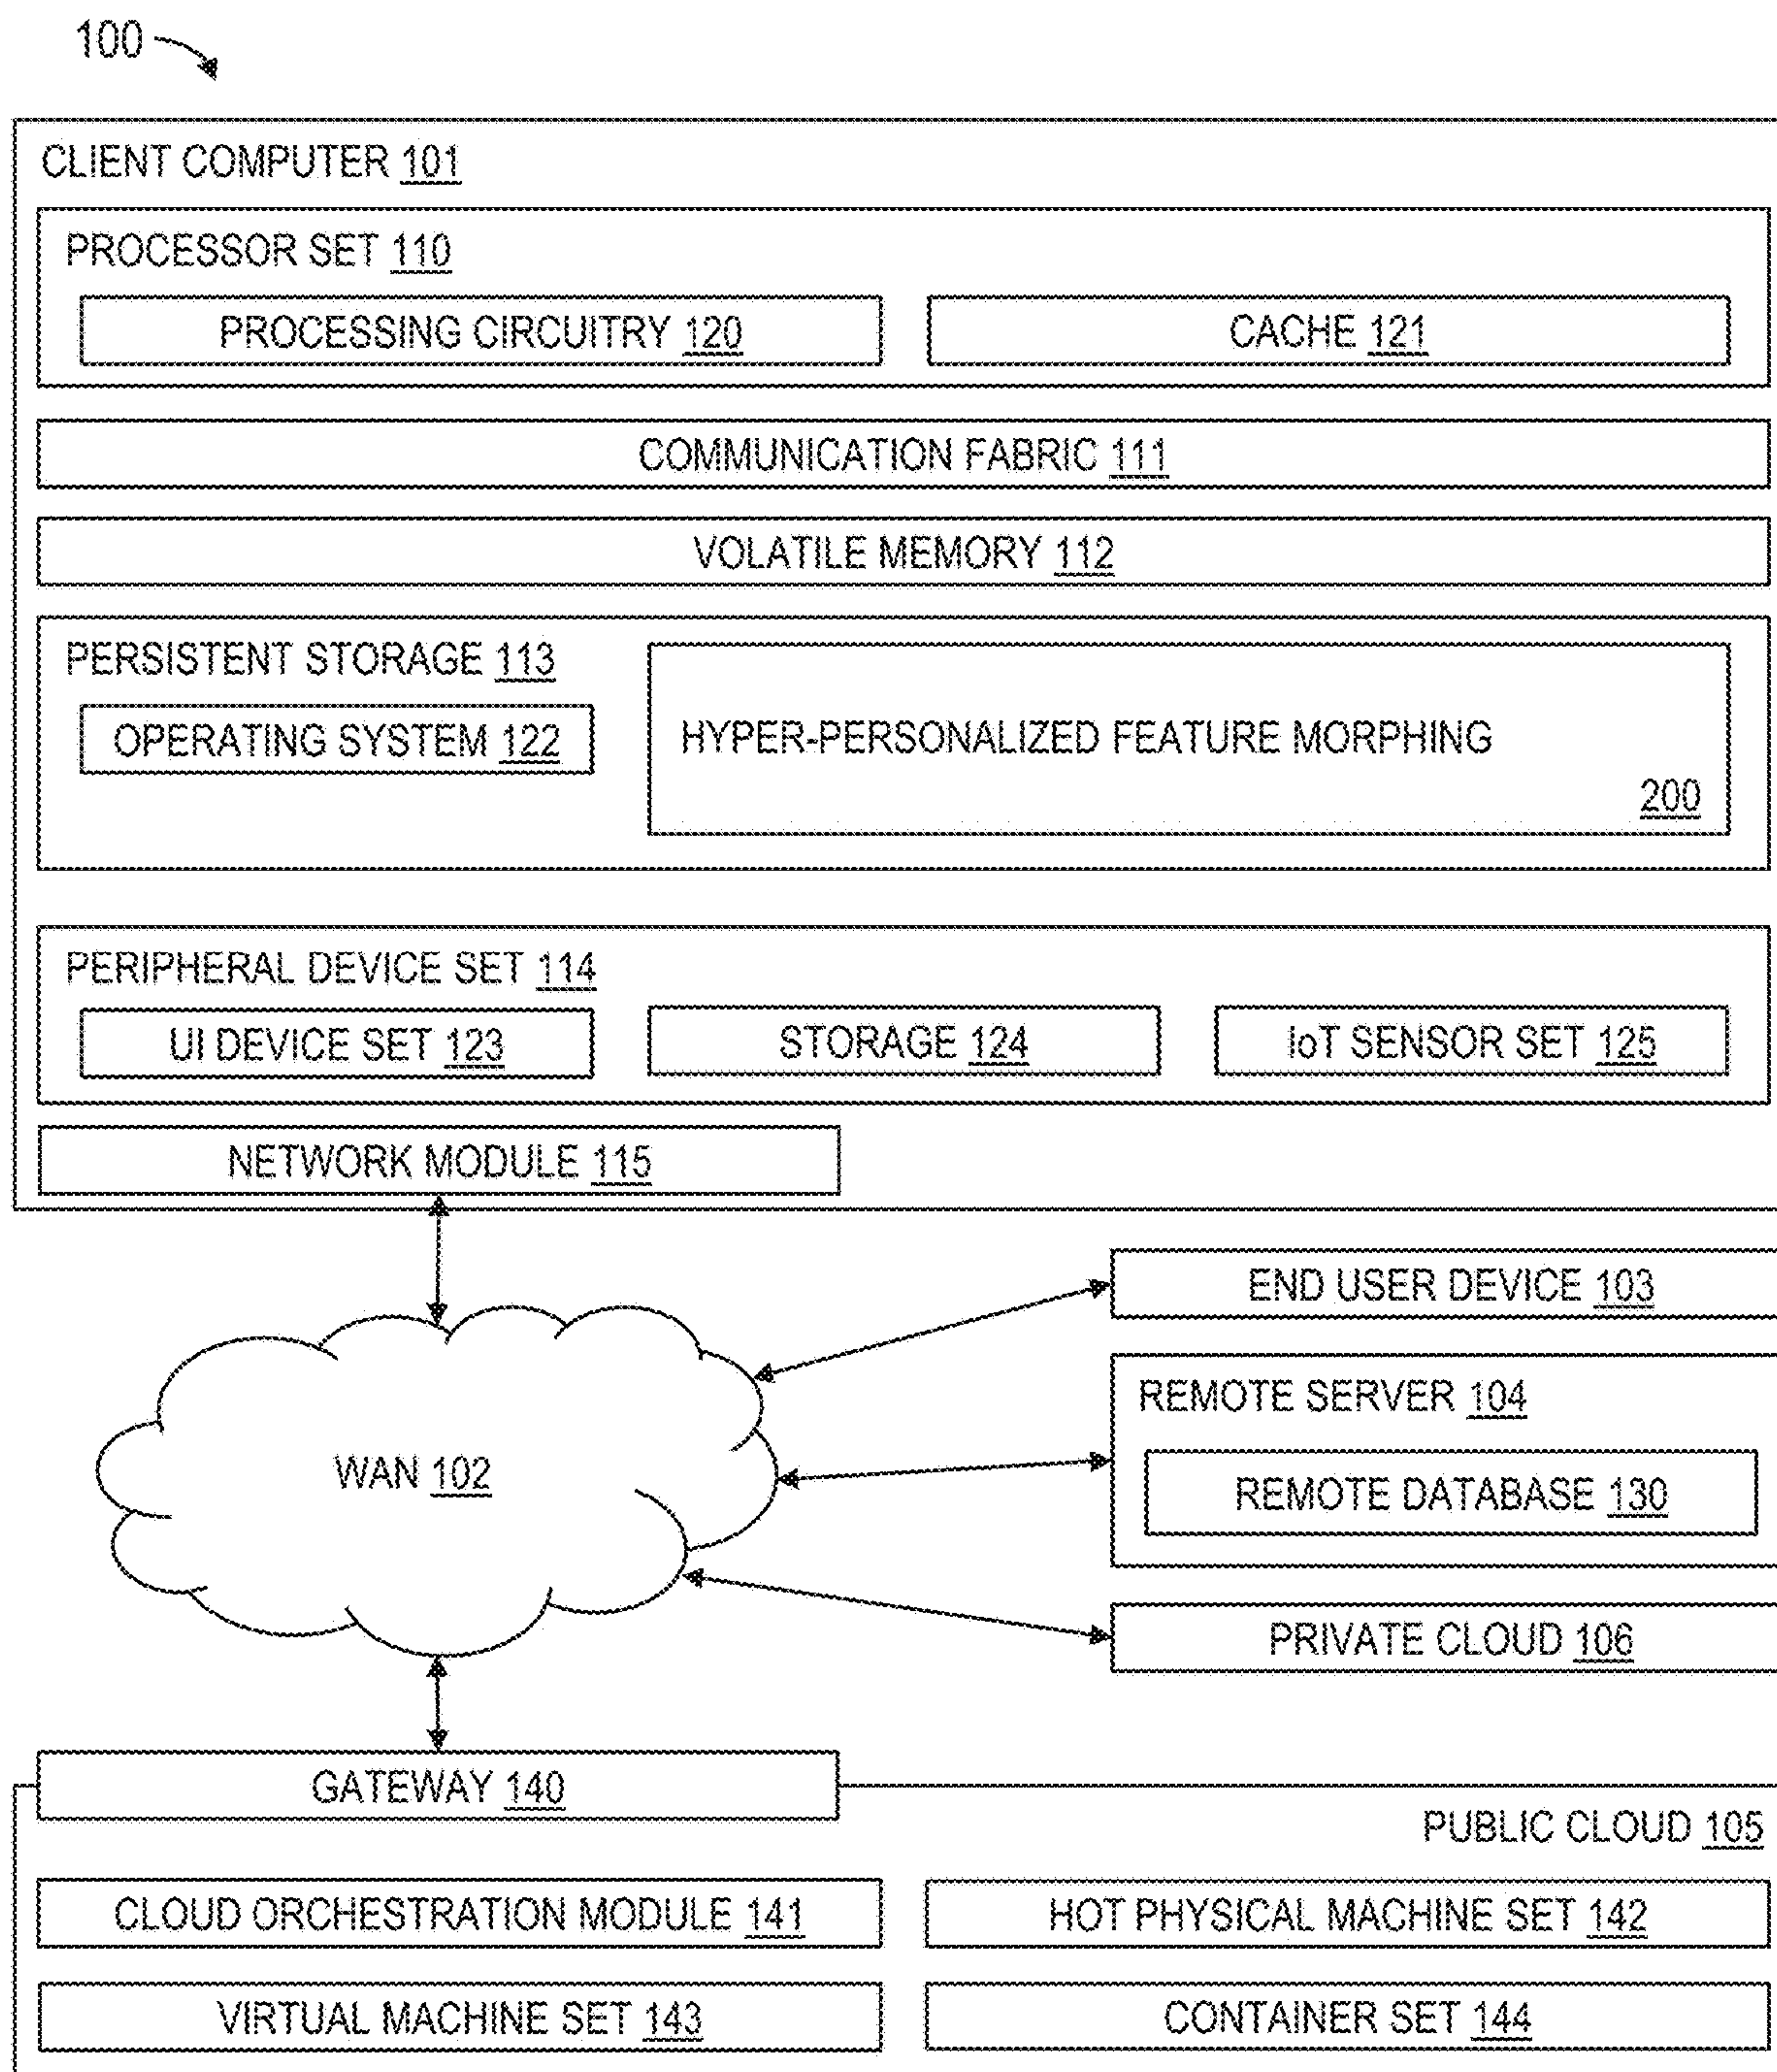 100
CLIENT COMPUTER 101
PROCESSOR SET 110
PROCESSING CIRCUITRY 120
CACHE 121
COMMUNICATION FABRIC 111
VOLATILE MEMORY 112
PERSISTENT STORAGE 113
OPERATING SYSTEM 122
HYPER-PERSONALIZED FEATURE MORPHING
200
PERIPHERAL DEVICE SET 114
UI DEVICE SET 123
STORAGE 124
IoT SENSOR SET 125
NETWORK MODULE 115
END USER DEVICE 103
REMOTE SERVER 104
WAN 102
REMOTE DATABASE 130
PRIVATE CLOUD 106
GATEWAY 140
PUBLIC CLOUD 105
CLOUD ORCHESTRATION MODULE 141
HOT PHYSICAL MACHINE SET 142
VIRTUAL MACHINE SET 143
CONTAINER SET 144